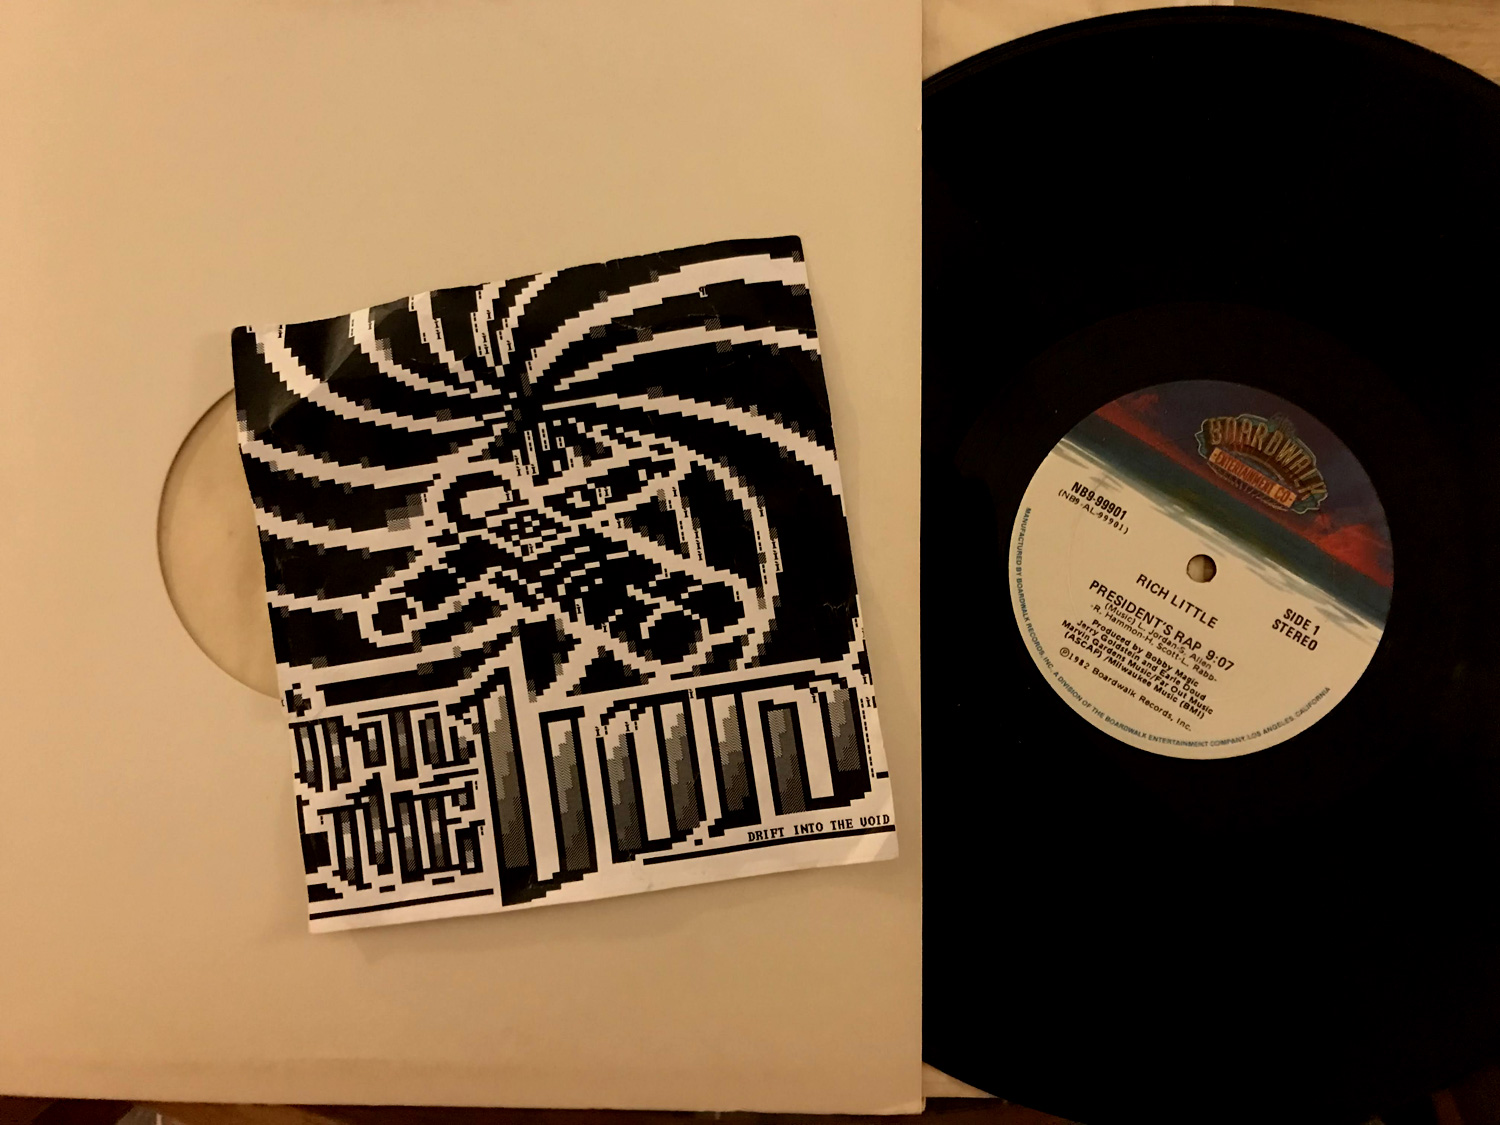 INTO
THE
VOID
DRIFT INTO THE VOID
BOARDWALK
ENTERTAINMENT CO.
NB9-99901
(NB9-AL-99901)
SIDE 1
STEREO
RICH LITTLE
PRESIDENT'S RAP 9:07
(Music) L. Jordan-S. Allen
-R. Hammon-H. Scott-L. Rabb-
Produced by Bobby Magic
Jerry Goldstein and Earle Doud
Marvin Gardens Music/Far Out Music
(ASCAP)/Milwaukee Music (BMI)
©1982 Boardwalk Records, Inc.
MANUFACTURED BY BOARDWALK RECORDS, INC. A DIVISION OF THE BOARDWALK ENTERTAINMENT COMPANY, LOS ANGELES, CALIFORNIA